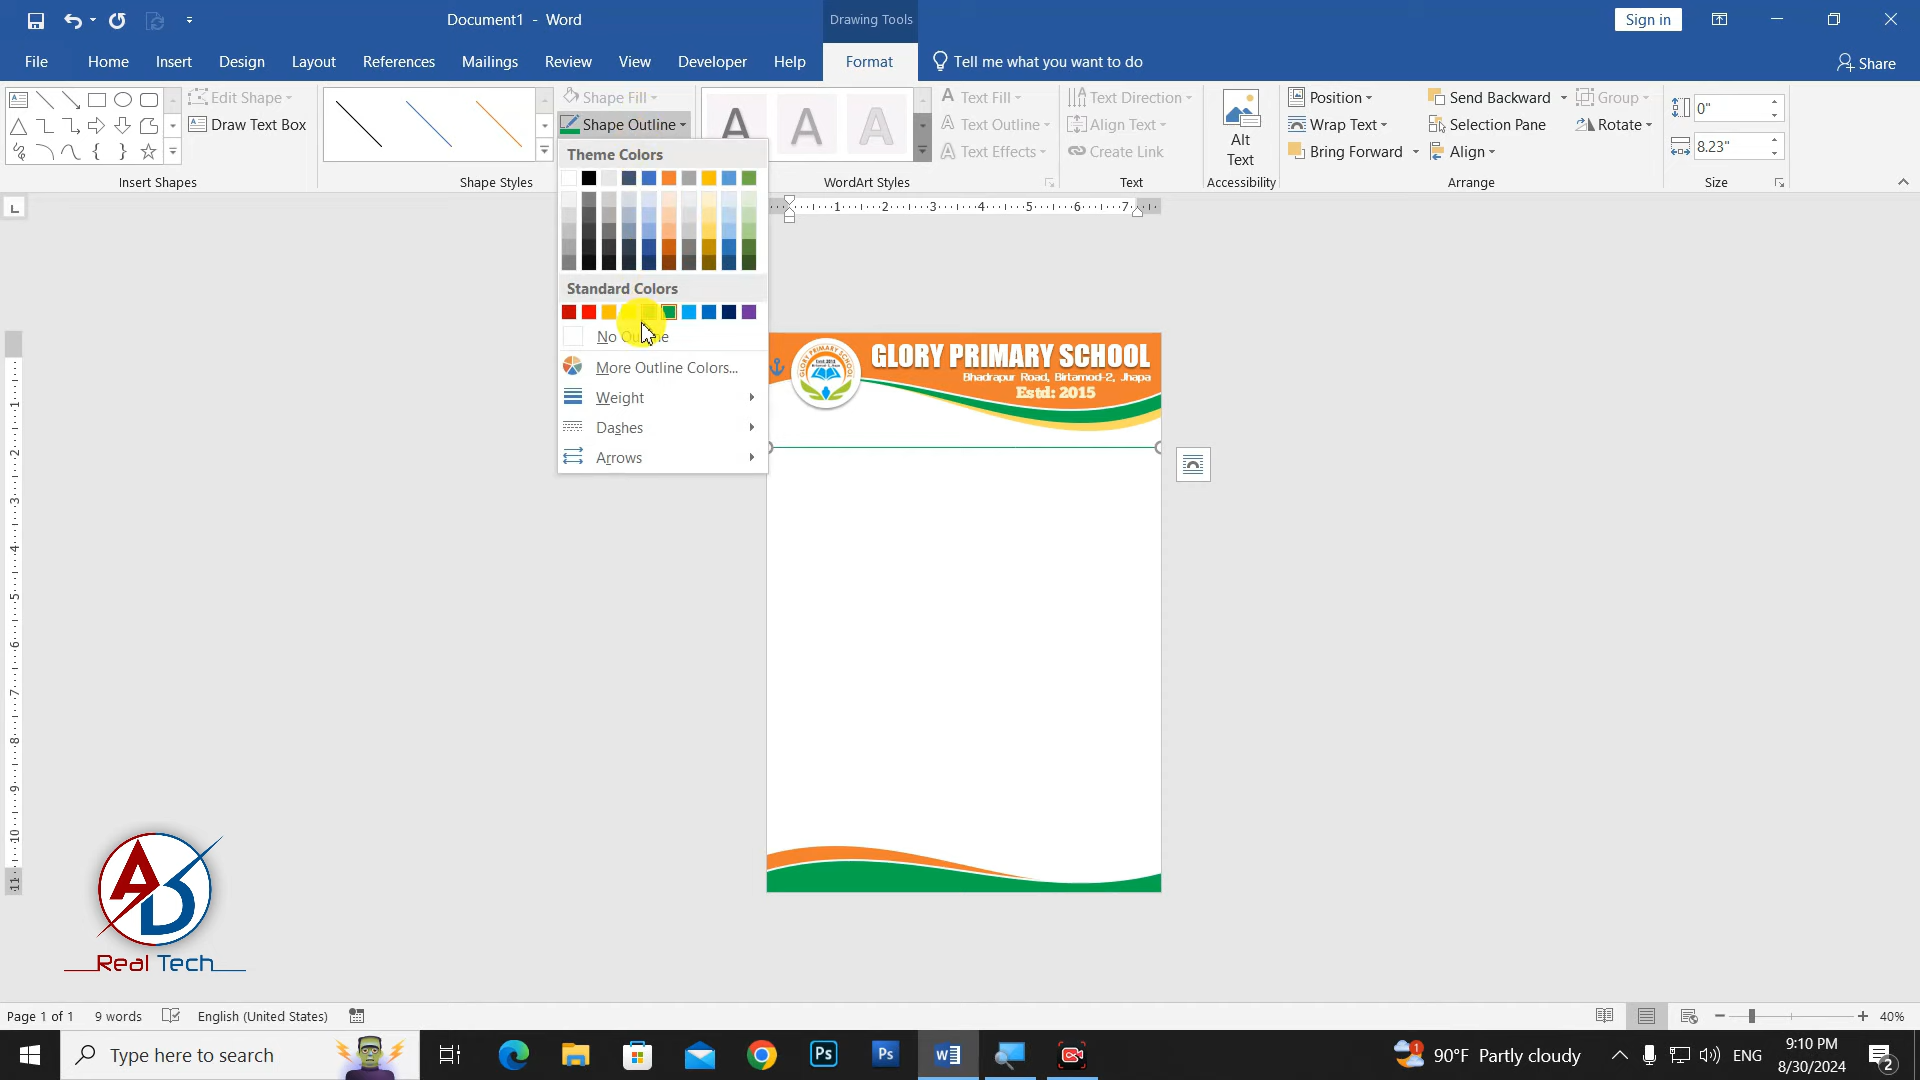 Document1 - Word
Drawing Tools
Sign in
File Home Insert Design Layout References Mailings Review View Developer Help Format Tell me what you want to do
Share
Edit Shape
Draw Text Box
Insert Shapes
Shape Fill
Shape Outline
Shape Styles
A A A
WordArt Styles
Text Fill
Text Outline
Text Effects
Text Direction
Align Text
Create Link
Text
Alt
Text
Accessibility
Position
Wrap Text
Bring Forward
Send Backward
Selection Pane
Align
Group
Rotate
Arrange
0"
8.23"
Size
Theme Colors
Standard Colors
No Outline
More Outline Colors...
Weight
Dashes
Arrows
GLORY PRIMARY SCHOOL
Bhadrapur Road, Birtamod-2, Jhapa
Estd: 2015
GLORY PRIMARY SCHOOL
Real Tech
Page 1 of 1 9 words English (United States)
40%
Type here to search
Ps
Ps
90°F Partly cloudy
ENG
9:10 PM
8/30/2024
2